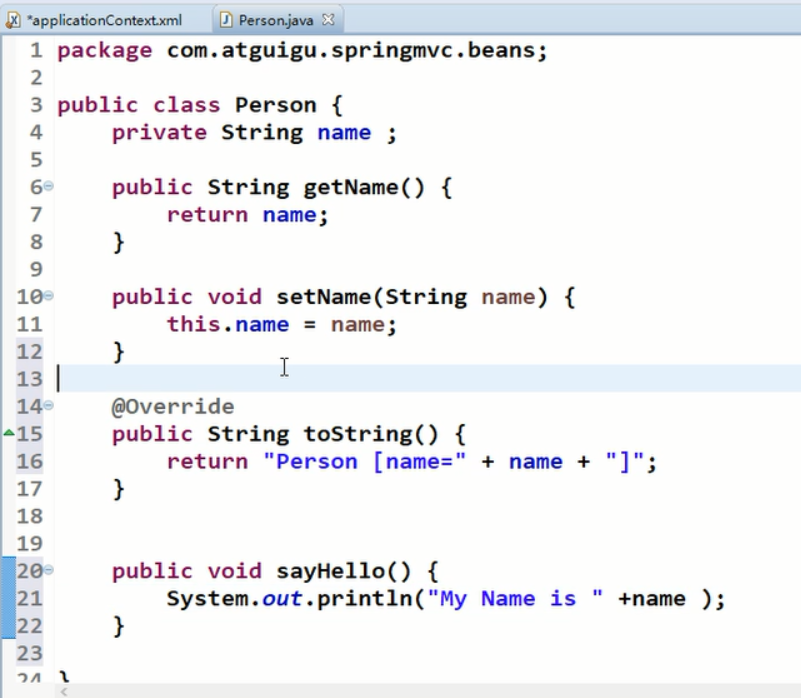 *applicationContext.xml Person.java
1 package com.atguigu.springmvc.beans;
2
3 public class Person {
4 private String name ;
5
6 public String getName() {
7 return name;
8 }
9
10 public void setName(String name) {
11 this.name = name;
12 }
13
14 @Override
15 public String toString() {
16 return "Person [name=" + name + "]";
17 }
18
19
20 public void sayHello() {
21 System.out.println("My Name is " +name );
22 }
23
24 }